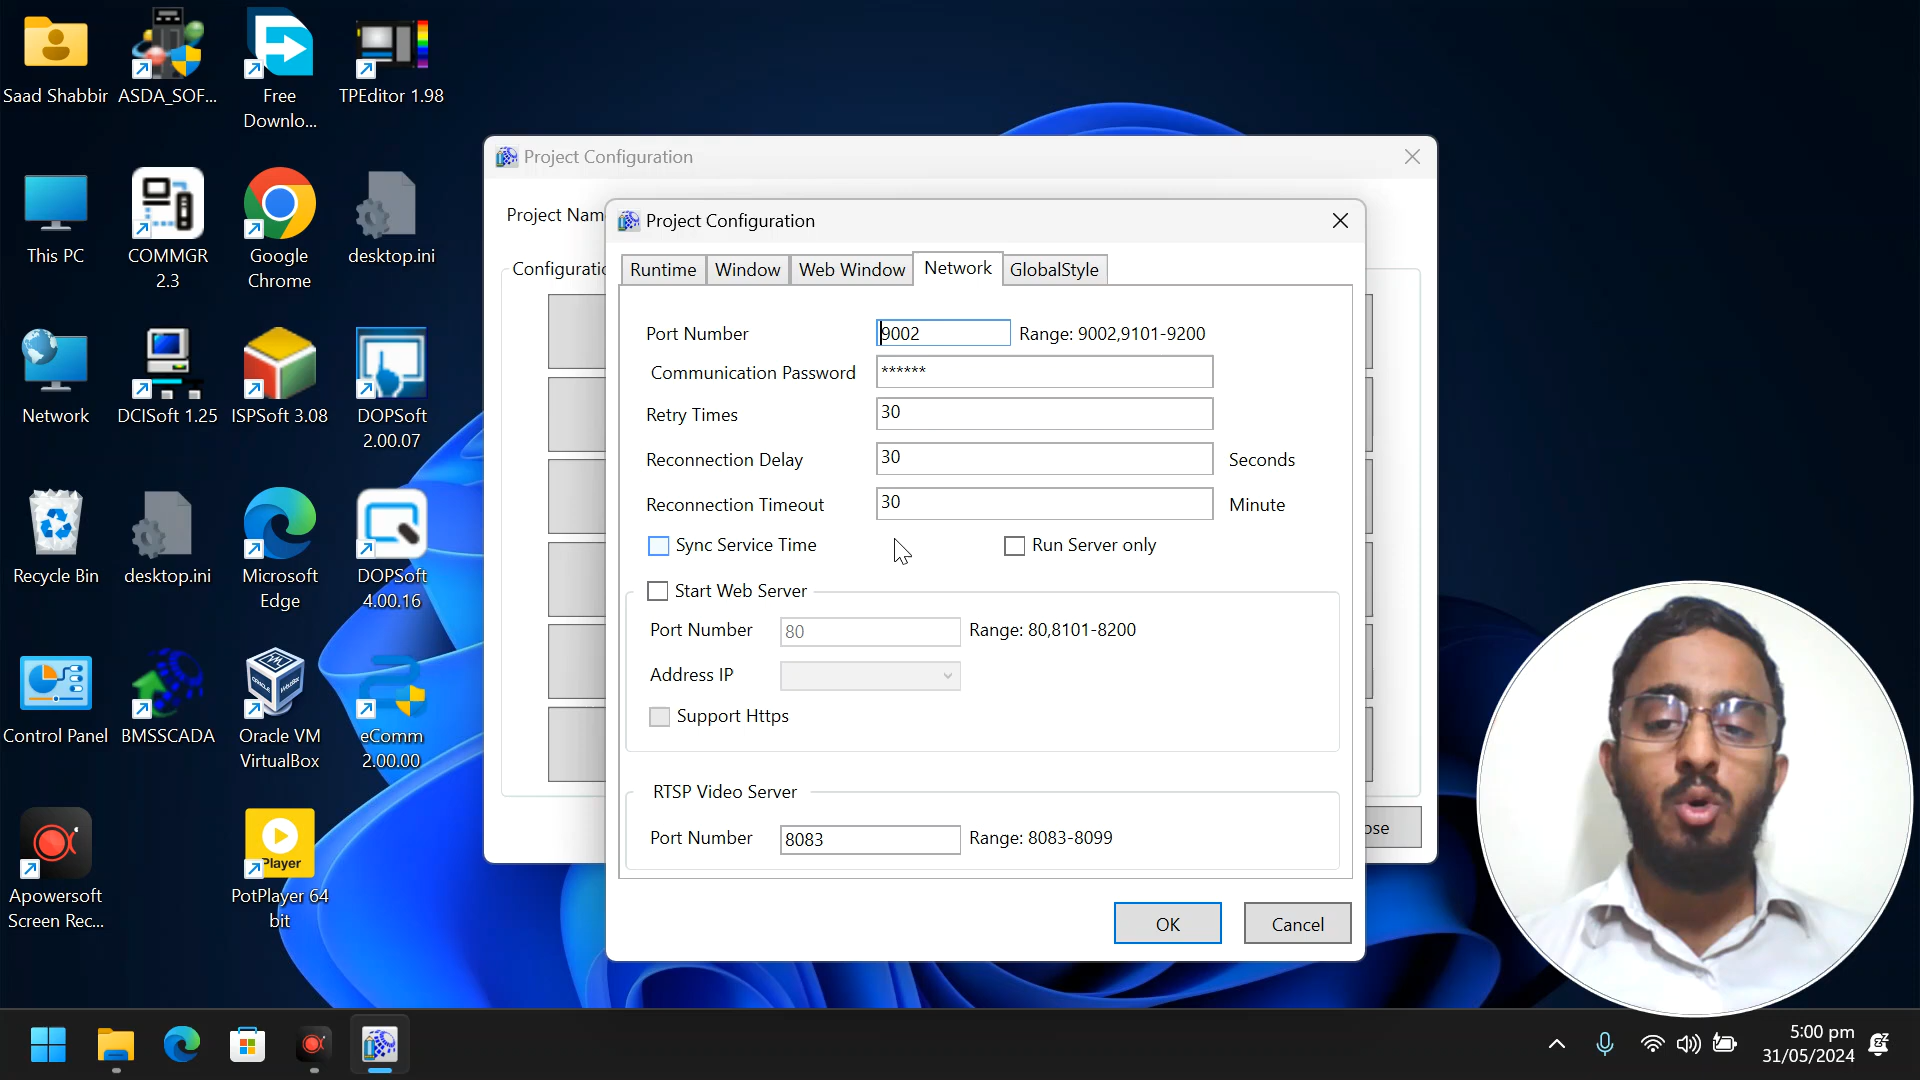 Saad Shabbir
ASDA_SOF...
Free
Downlo...
TPEditor 1.98
This PC
COMMGR
2.3
Google
Chrome
desktop.ini
Network
DCISoft 1.25
ISPSoft 3.08
DOPSoft
2.00.07
Recycle Bin
desktop.ini
Microsoft
Edge
DOPSoft
4.00.16
Control Panel
BMSSCADA
Oracle VM
VirtualBox
eComm
2.00.00
Apowersoft
Screen Rec...
Player
PotPlayer 64
bit
Project Configuration
Project Nam
Configuratio
ose
Project Configuration
Runtime
Window
Web Window
Network
GlobalStyle
Port Number 9002 Range: 9002,9101-9200
Communication Password ******
Retry Times 30
Reconnection Delay 30 Seconds
Reconnection Timeout 30 Minute
Sync Service Time Run Server only
Start Web Server
Port Number 80 Range: 80,8101-8200
Address IP
Support Https
RTSP Video Server
Port Number 8083 Range: 8083-8099
OK Cancel
5:00 pm
31/05/2024